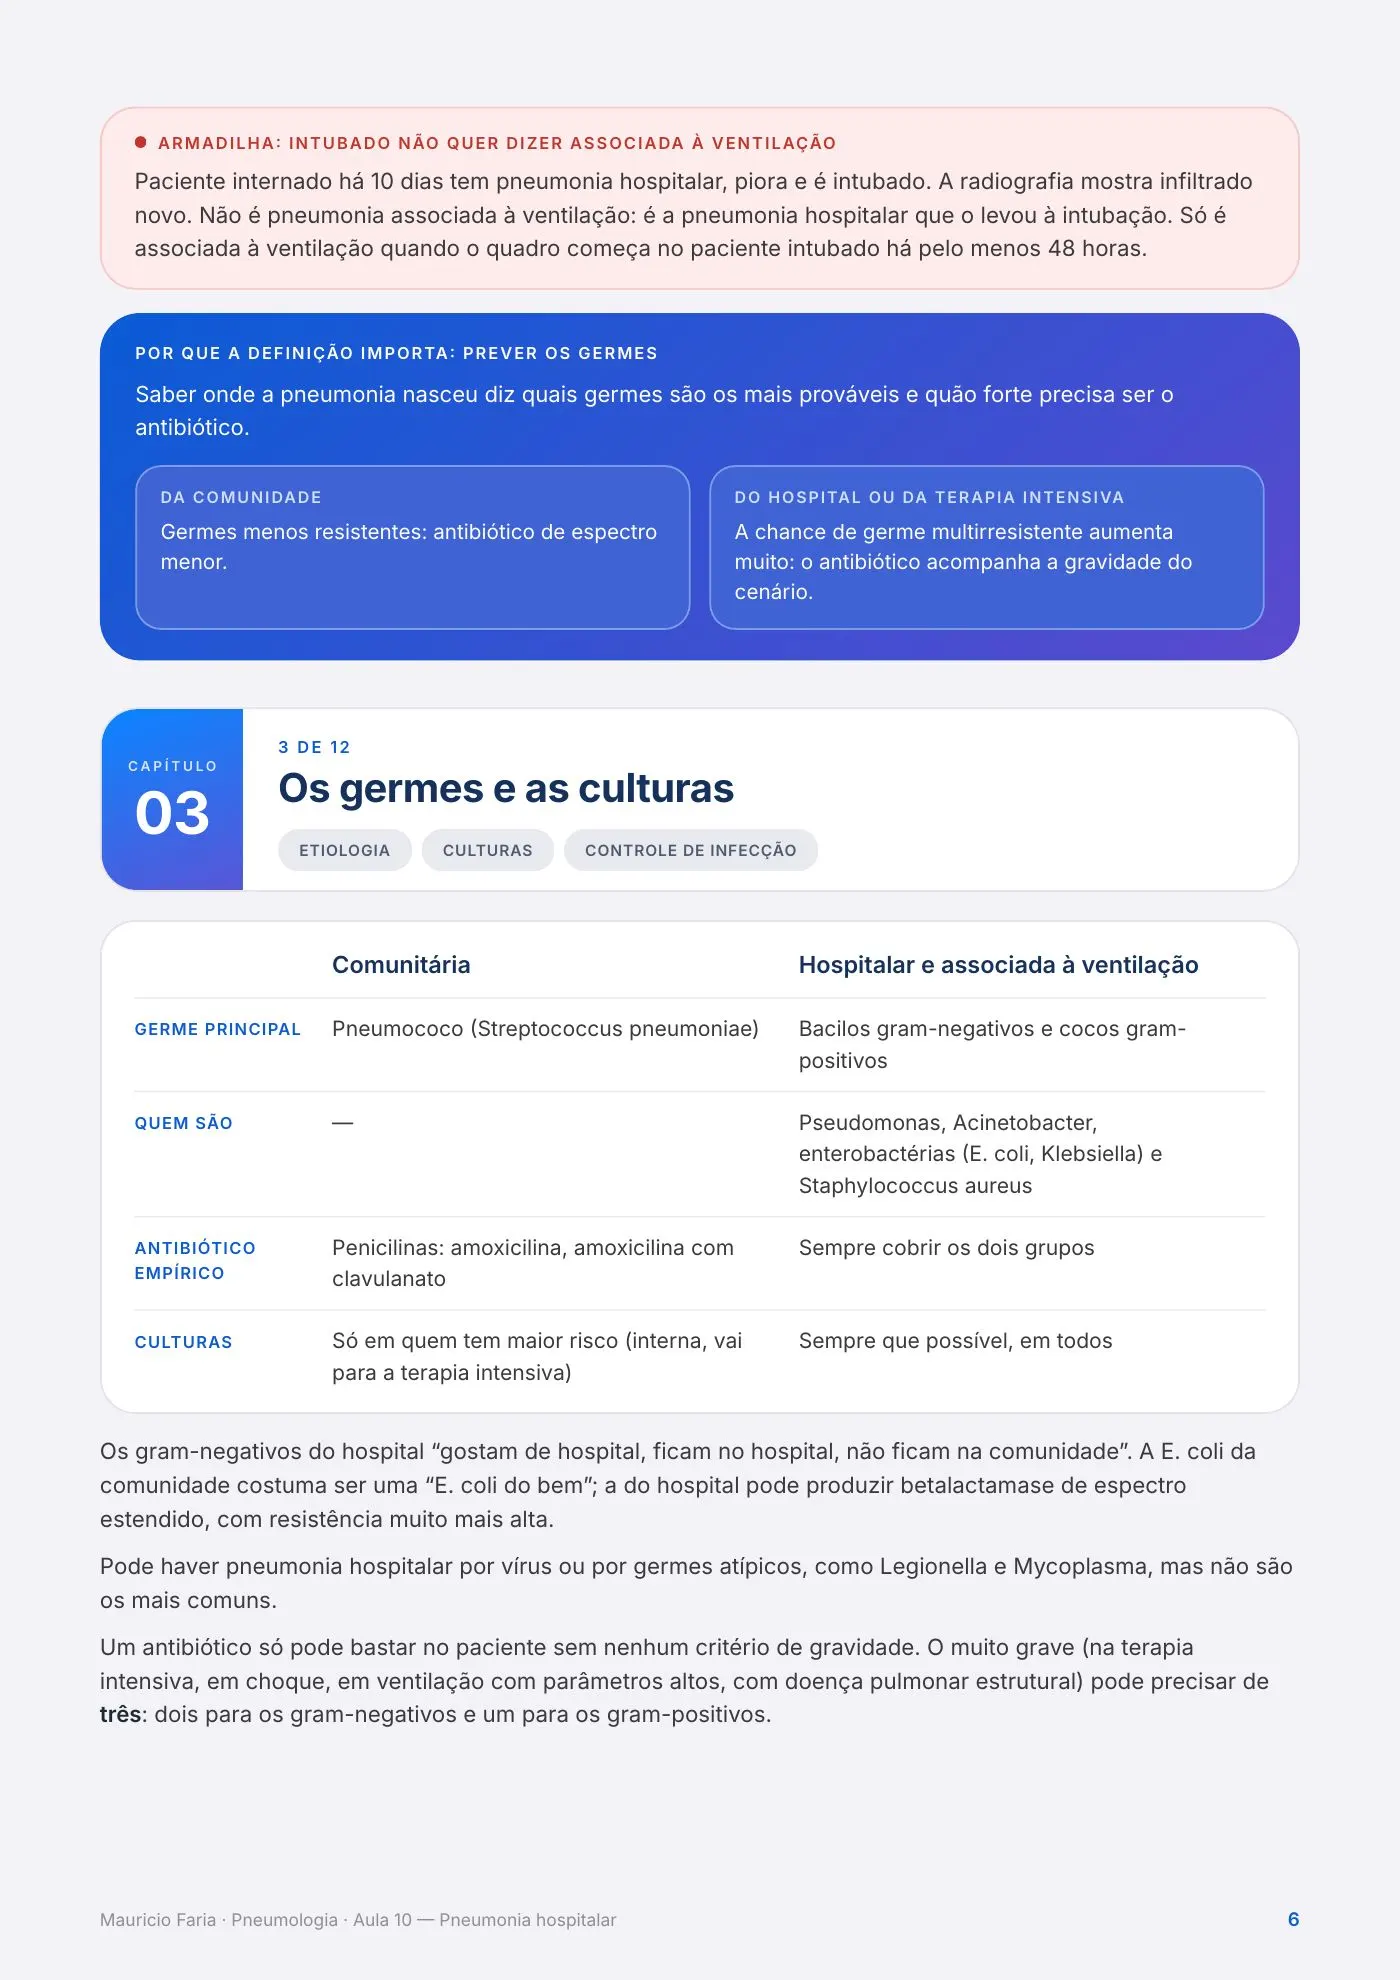 ARMADILHA: INTUBADO NÃO QUER DIZER ASSOCIADA À VENTILAÇÃO
Paciente internado há 10 dias tem pneumonia hospitalar, piora e é intubado. A radiografia mostra infiltrado
novo. Não é pneumonia associada à ventilação: é a pneumonia hospitalar que o levou à intubação. Só é
associada à ventilação quando o quadro começa no paciente intubado há pelo menos 48 horas.
POR QUE A DEFINIÇÃO IMPORTA: PREVER OS GERMES
Saber onde a pneumonia nasceu diz quais germes são os mais prováveis e quão forte precisa ser o
antibiótico.
DA COMUNIDADE
Germes menos resistentes: antibiótico de espectro
menor.
DO HOSPITAL OU DA TERAPIA INTENSIVA
A chance de germe multirresistente aumenta
muito: o antibiótico acompanha a gravidade do
cenário.
CAPÍTULO
03
3 DE 12
Os germes e as culturas
ETIOLOGIA CULTURAS CONTROLE DE INFECÇÃO
Comunitária Hospitalar e associada à ventilação
GERME PRINCIPAL Pneumococo (Streptococcus pneumoniae) Bacilos gram-negativos e cocos gram-
positivos
QUEM SÃO — Pseudomonas, Acinetobacter,
enterobactérias (E. coli, Klebsiella) e
Staphylococcus aureus
ANTIBIÓTICO
EMPÍRICO
Penicilinas: amoxicilina, amoxicilina com
clavulanato
Sempre cobrir os dois grupos
CULTURAS
Só em quem tem maior risco (interna, vai
para a terapia intensiva)
Sempre que possível, em todos
Os gram-negativos do hospital “gostam de hospital, ficam no hospital, não ficam na comunidade”. A E. coli da
comunidade costuma ser uma “E. coli do bem”; a do hospital pode produzir betalactamase de espectro
estendido, com resistência muito mais alta.
Pode haver pneumonia hospitalar por vírus ou por germes atípicos, como Legionella e Mycoplasma, mas não são
os mais comuns.
Um antibiótico só pode bastar no paciente sem nenhum critério de gravidade. O muito grave (na terapia
intensiva, em choque, em ventilação com parâmetros altos, com doença pulmonar estrutural) pode precisar de
três: dois para os gram-negativos e um para os gram-positivos.
Mauricio Faria · Pneumologia · Aula 10 — Pneumonia hospitalar
6